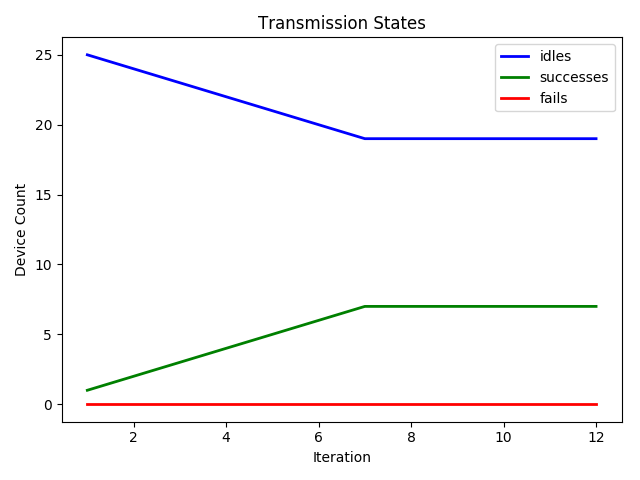 Transmission States
idles
successes
fails
Device Count
25
20
15
10
5
0
2 4 6 8 10 12
Iteration